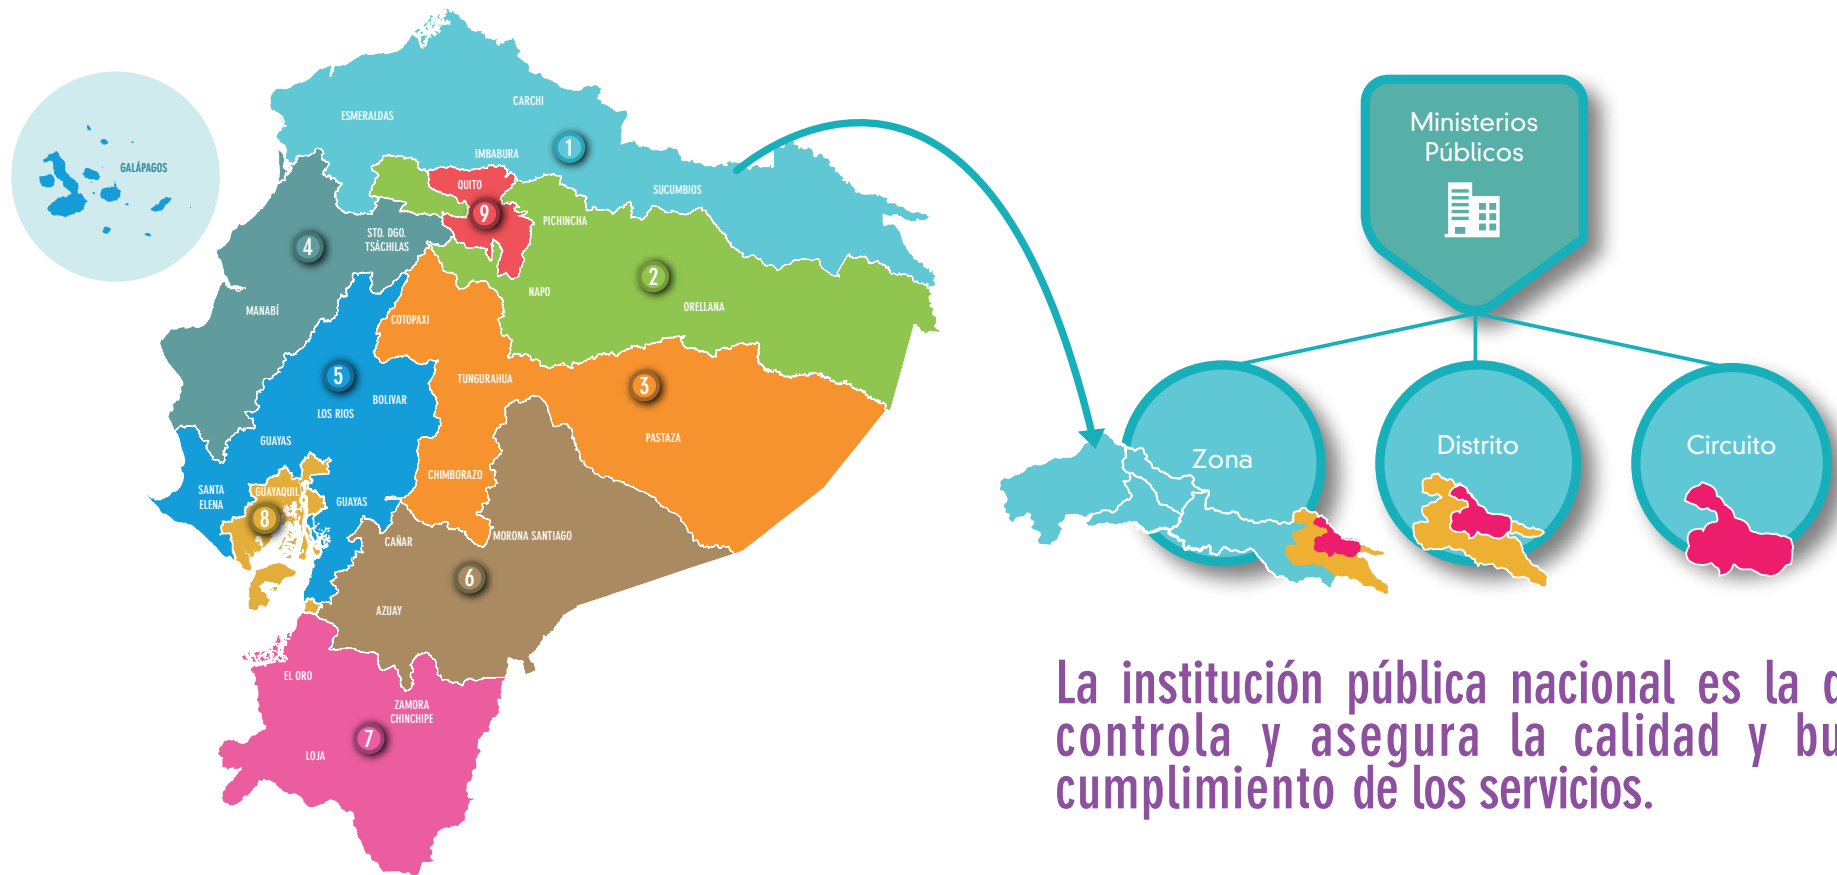 GALÁPAGOS
ESMERALDAS
CARCHI
IMBABURA
1
SUCUMBIOS
QUITO
9
PICHINCHA
STO. DGO.
TSÁCHILAS
4
2
NAPO
ORELLANA
MANABÍ
COTOPAXI
5
TUNGURAHUA
3
BOLIVAR
LOS RIOS
GUAYAS
PASTAZA
CHIMBORAZO
SANTA
ELENA
GUAYAQUIL
8
GUAYAS
CAÑAR
MORONA SANTIAGO
6
AZUAY
EL ORO
ZAMORA
CHINCHIPE
7
LOJA
Ministerios
Públicos
Zona
Distrito
Circuito
La institución pública nacional es la
controla y asegura la calidad y
cumplimiento de los servicios.